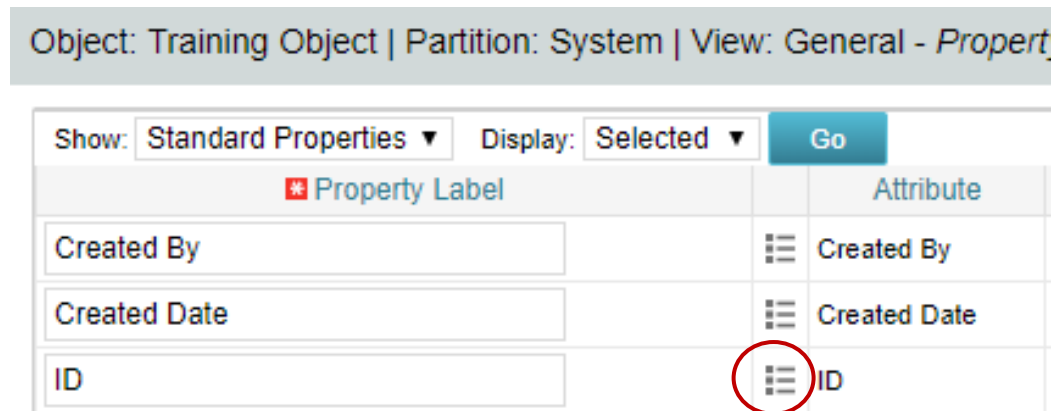 Object: Training Object | Partition: System | View: General - Property
Show: Standard Properties ▼ Display: Selected ▼ Go
* Property Label Attribute
Created By Created By
Created Date Created Date
ID ID